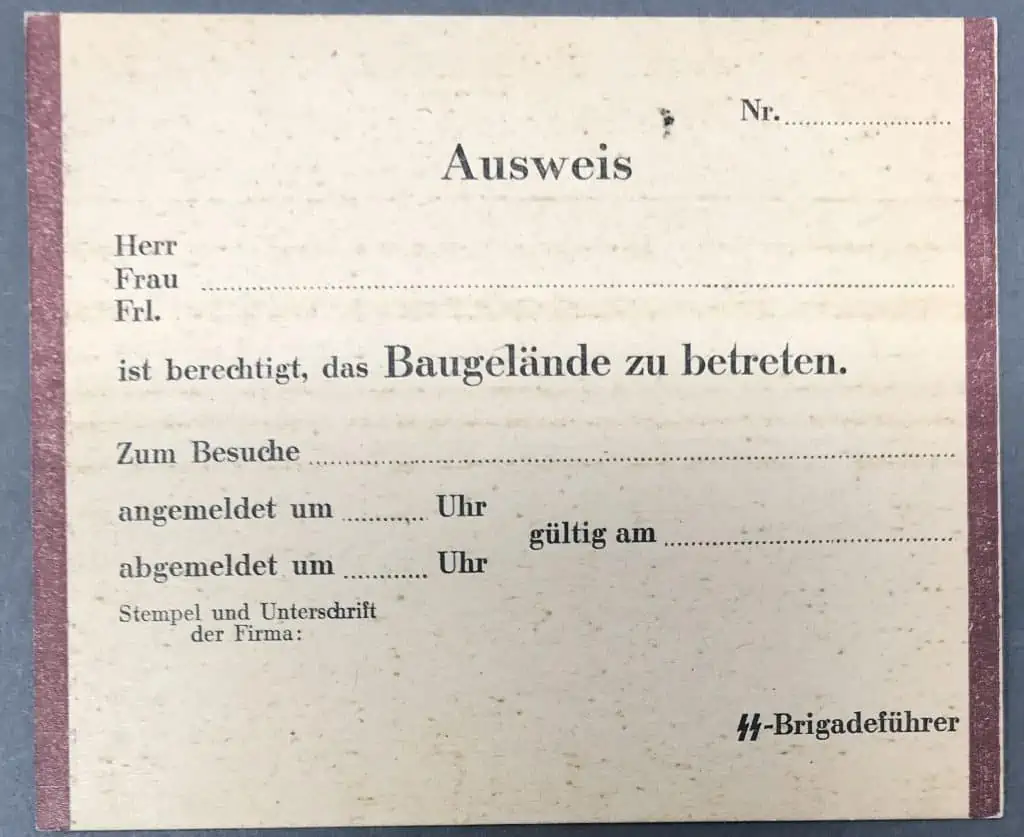 Nr.
Ausweis
Herr
Frau
Frl.
ist berechtigt, das Baugelände zu betreten.
Zum Besuche
angemeldet um Uhr
gültig am
abgemeldet um Uhr
Stempel und Unterschrift
der Firma:
SS-Brigadeführer